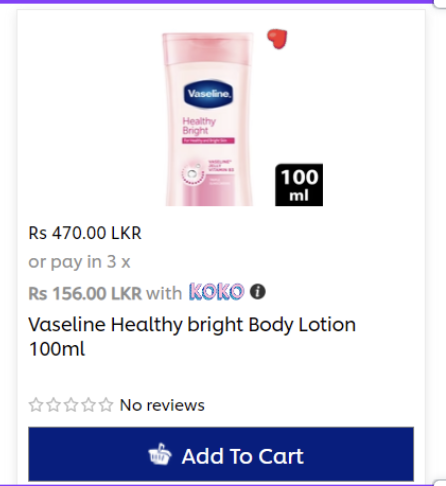 Vaseline.
Healthy
Bright
100
ml
Rs 470.00 LKR
or pay in 3 x
Rs 156.00 LKR with KOKO i
Vaseline Healthy bright Body Lotion
100ml
No reviews
Add To Cart